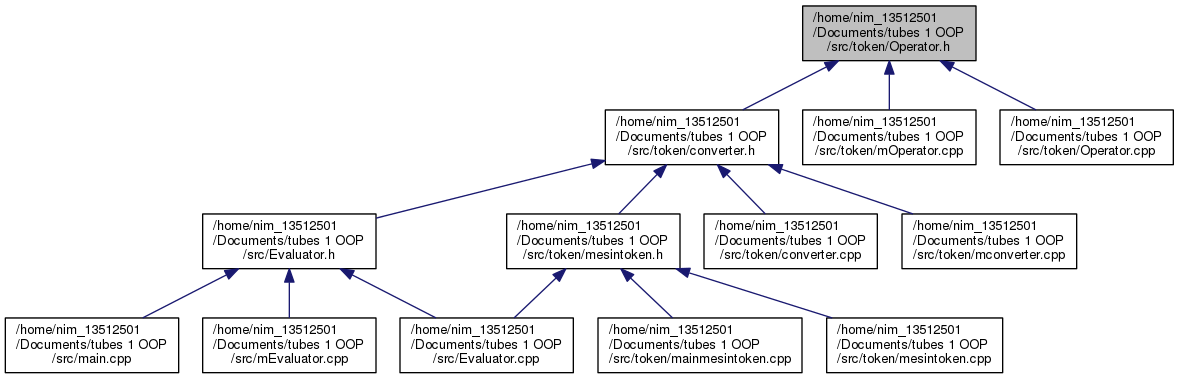 /home/nim_13512501
/Documents/tubes 1 OOP
/src/token/Operator.h
/home/nim_13512501
/Documents/tubes 1 OOP
/src/token/converter.h
/home/nim_13512501
/Documents/tubes 1 OOP
/src/token/mOperator.cpp
/home/nim_13512501
/Documents/tubes 1 OOP
/src/token/Operator.cpp
/home/nim_13512501
/Documents/tubes 1 OOP
/src/Evaluator.h
/home/nim_13512501
/Documents/tubes 1 OOP
/src/token/mesintoken.h
/home/nim_13512501
/Documents/tubes 1 OOP
/src/token/converter.cpp
/home/nim_13512501
/Documents/tubes 1 OOP
/src/token/mconverter.cpp
/home/nim_13512501
/Documents/tubes 1 OOP
/src/main.cpp
/home/nim_13512501
/Documents/tubes 1 OOP
/src/mEvaluator.cpp
/home/nim_13512501
/Documents/tubes 1 OOP
/src/Evaluator.cpp
/home/nim_13512501
/Documents/tubes 1 OOP
/src/token/mainmesintoken.cpp
/home/nim_13512501
/Documents/tubes 1 OOP
/src/token/mesintoken.cpp